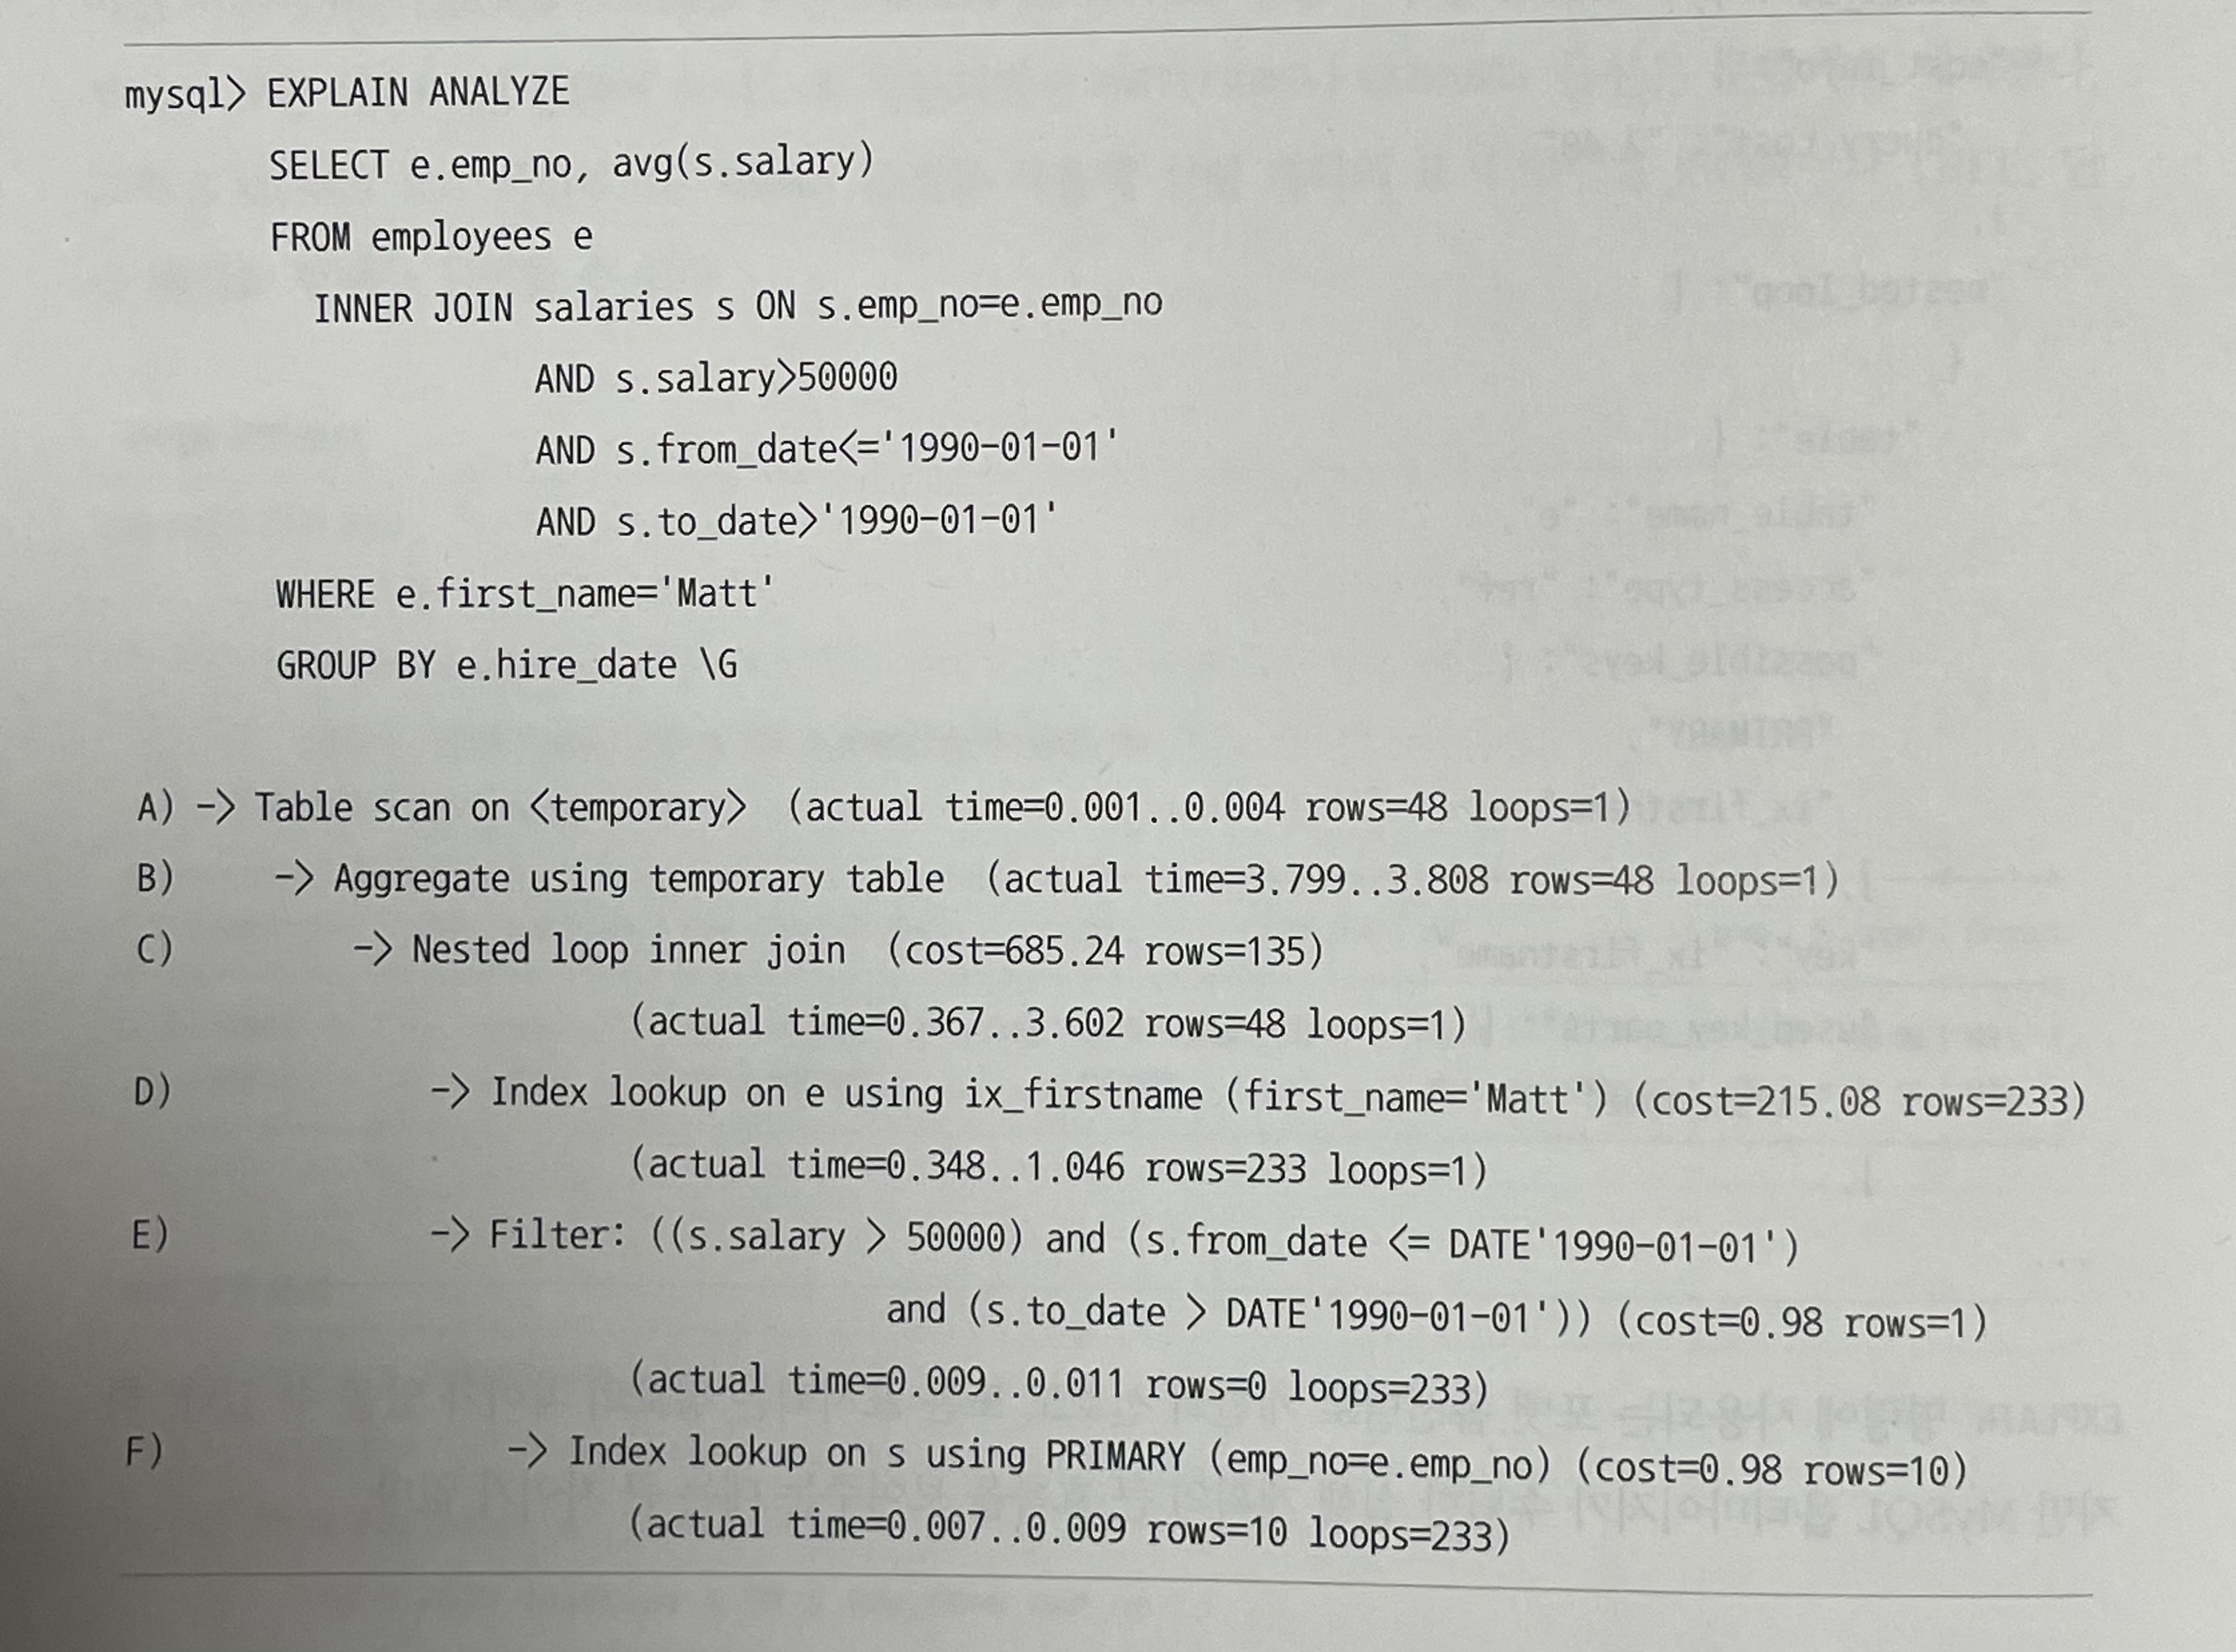 mysql> EXPLAIN ANALYZE
SELECT e.emp_no, avg(s.salary)
FROM employees e
INNER JOIN salaries s ON s.emp_no=e.emp_no
AND s.salary>50000
AND s.from_date<='1990-01-01'
AND s.to_date>'1990-01-01'
WHERE e.first_name='Matt'
GROUP BY e.hire_date \G
A) -> Table scan on <temporary> (actual time=0.001..0.004 rows=48 loops=1)
B) -> Aggregate using temporary table (actual time=3.799..3.808 rows=48 loops=1)
C) -> Nested loop inner join (cost=685.24 rows=135)
(actual time=0.367..3.602 rows=48 loops=1)
D) -> Index lookup on e using ix_firstname (first_name='Matt') (cost=215.08 rows=233)
(actual time=0.348..1.046 rows=233 loops=1)
E) -> Filter: ((s.salary > 50000) and (s.from_date <= DATE'1990-01-01')
and (s.to_date > DATE'1990-01-01')) (cost=0.98 rows=1)
(actual time=0.009..0.011 rows=0 loops=233)
F) -> Index lookup on s using PRIMARY (emp_no=e.emp_no) (cost=0.98 rows=10)
(actual time=0.007..0.009 rows=10 loops=233)